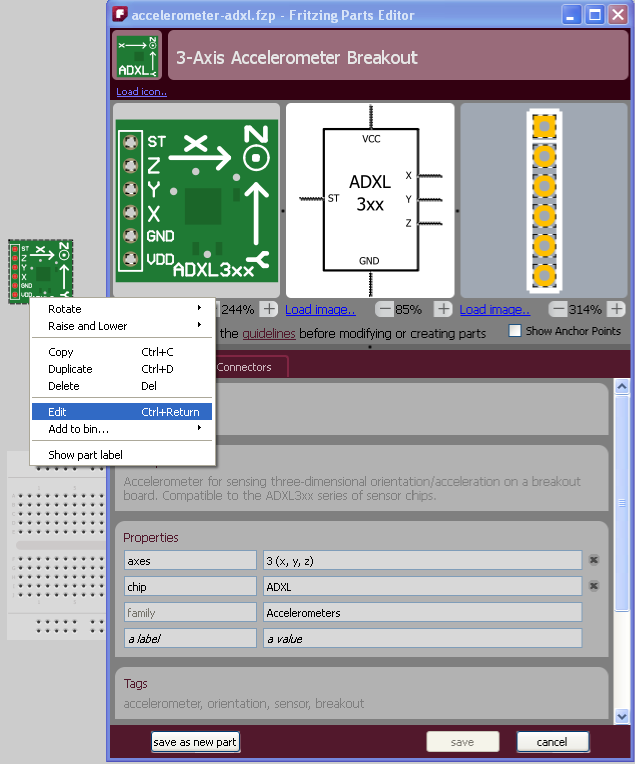 accelerometer-adxl.fzp - Fritzing Parts Editor
ADXL
3-Axis Accelerometer Breakout
Load icon..
ST
Z
Y
X
GND
VDD
X
Z
Y
ADXL3xx
VCC
ADXL
3xx
ST
X
Y
Z
GND
ST
Z
Y
X
GND
VDD
X
Z
Y
ADXL3xx
244%
Load image..
85%
Load image..
314%
the guidelines before modifying or creating parts
Show Anchor Points
Connectors
Rotate
Raise and Lower
Copy Ctrl+C
Duplicate Ctrl+D
Delete Del
Edit Ctrl+Return
Add to bin...
Show part label
Accelerometer for sensing three-dimensional orientation/acceleration on a breakout
board. Compatible to the ADXL3xx series of sensor chips.
Properties
axes 3 (x, y, z)
chip ADXL
family Accelerometers
a label a value
Tags
accelerometer, orientation, sensor, breakout
save as new part save cancel